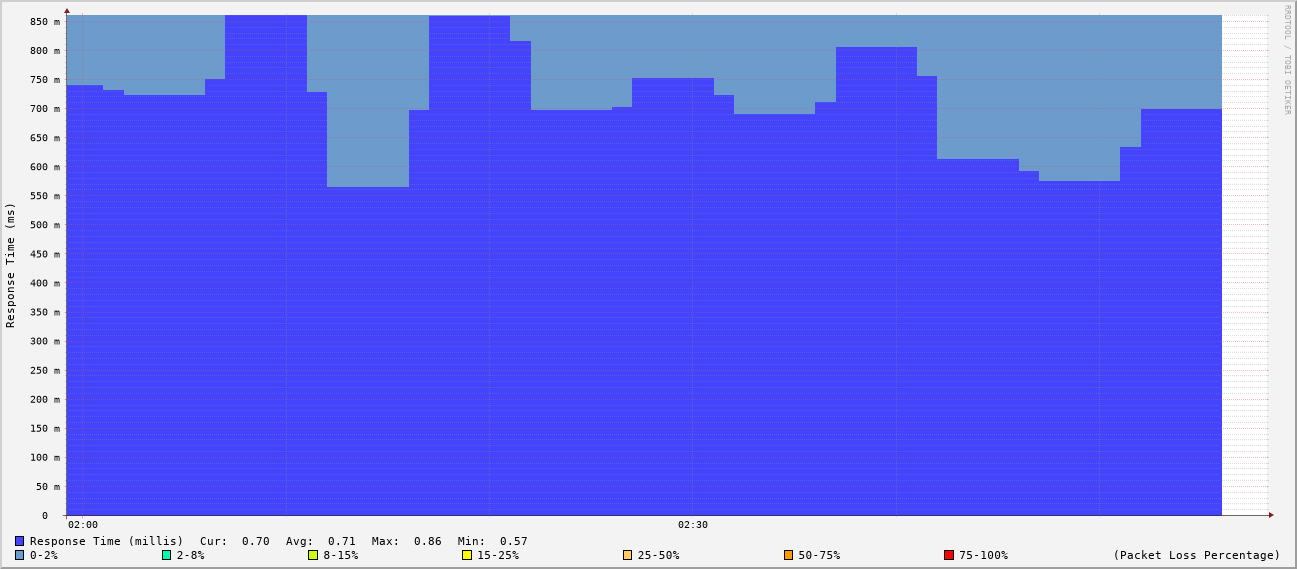 RRDTOOL / TOBI OETIKER
Response Time (ms)
850 m
800 m
750 m
700 m
650 m
600 m
550 m
500 m
450 m
400 m
350 m
300 m
250 m
200 m
150 m
100 m
50 m
0
02:00 02:30
Response Time (millis) Cur: 0.70 Avg: 0.71 Max: 0.86 Min: 0.57
0-2% 2-8% 8-15% 15-25% 25-50% 50-75% 75-100% (Packet Loss Percentage)